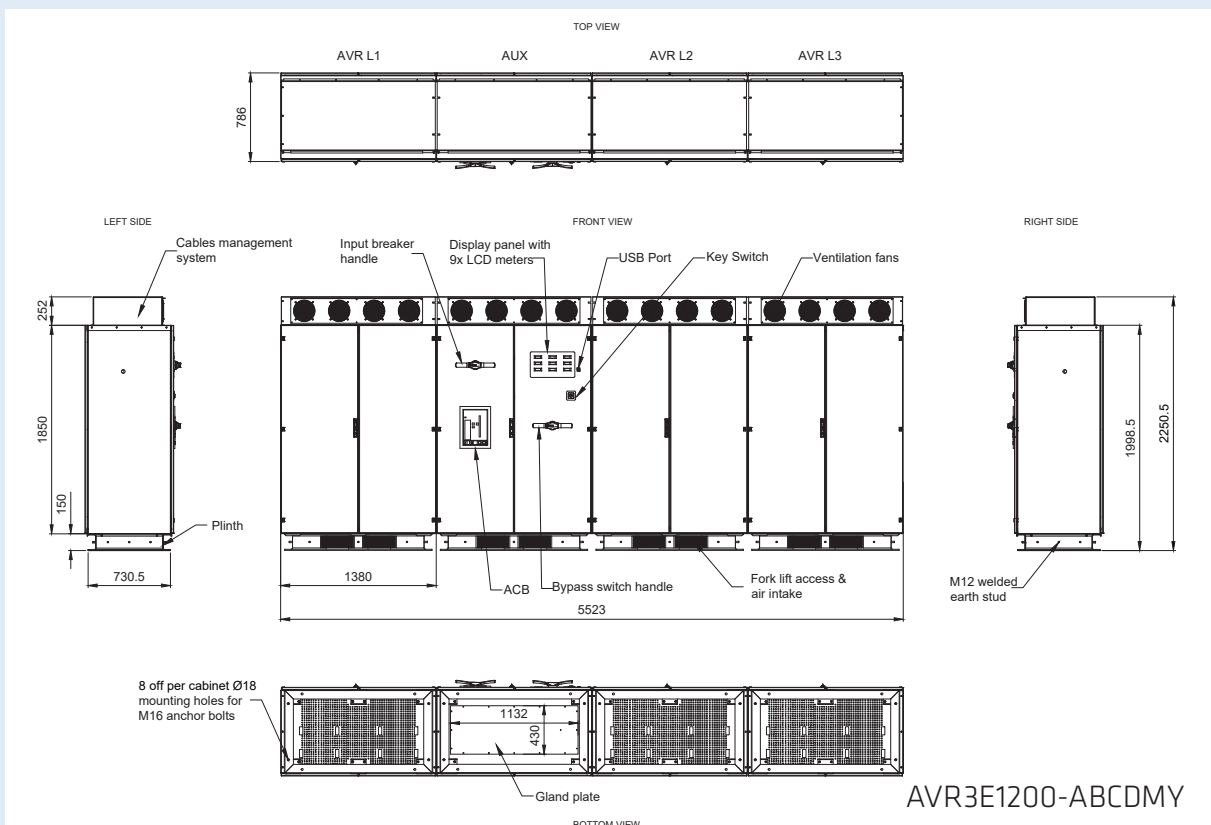 TOP VIEW
AVR L1
AUX
AVR L2
AVR L3
786
LEFT SIDE
FRONT VIEW
RIGHT SIDE
Cables management
system
Input breaker
handle
Display panel with
9x LCD meters
USB Port
Key Switch
Ventilation fans
252
1850
150
Plinth
730.5
1380
ACB
Bypass switch handle
Fork lift access &
air intake
5523
1998.5
2250.5
M12 welded
earth stud
8 off per cabinet Ø18
mounting holes for
M16 anchor bolts
1132
430
Gland plate
AVR3E1200-ABCDMY
BOTTOM VIEW